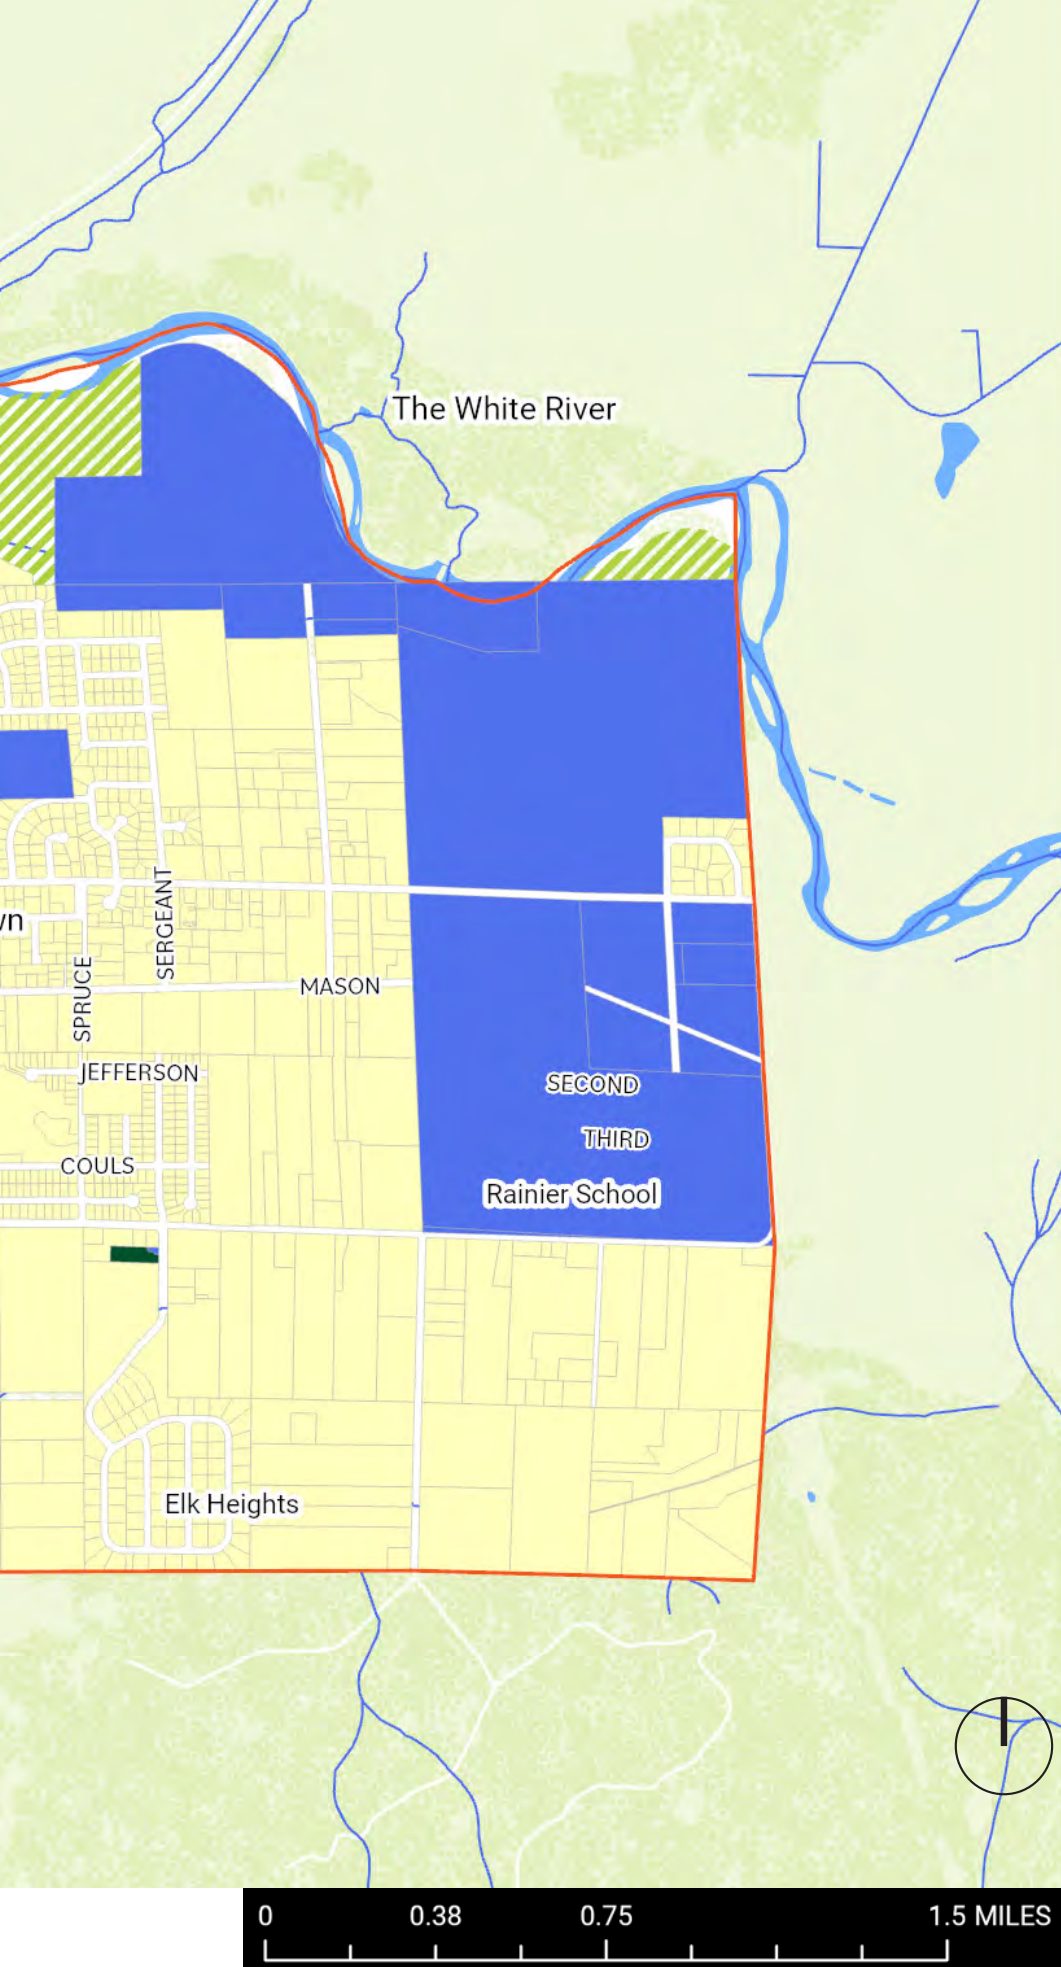 The White River
wn
SERGEANT
SPRUCE
MASON
JEFFERSON
SECOND
THIRD
COULS
Rainier School
Elk Heights
0 0.38 0.75 1.5 MILES